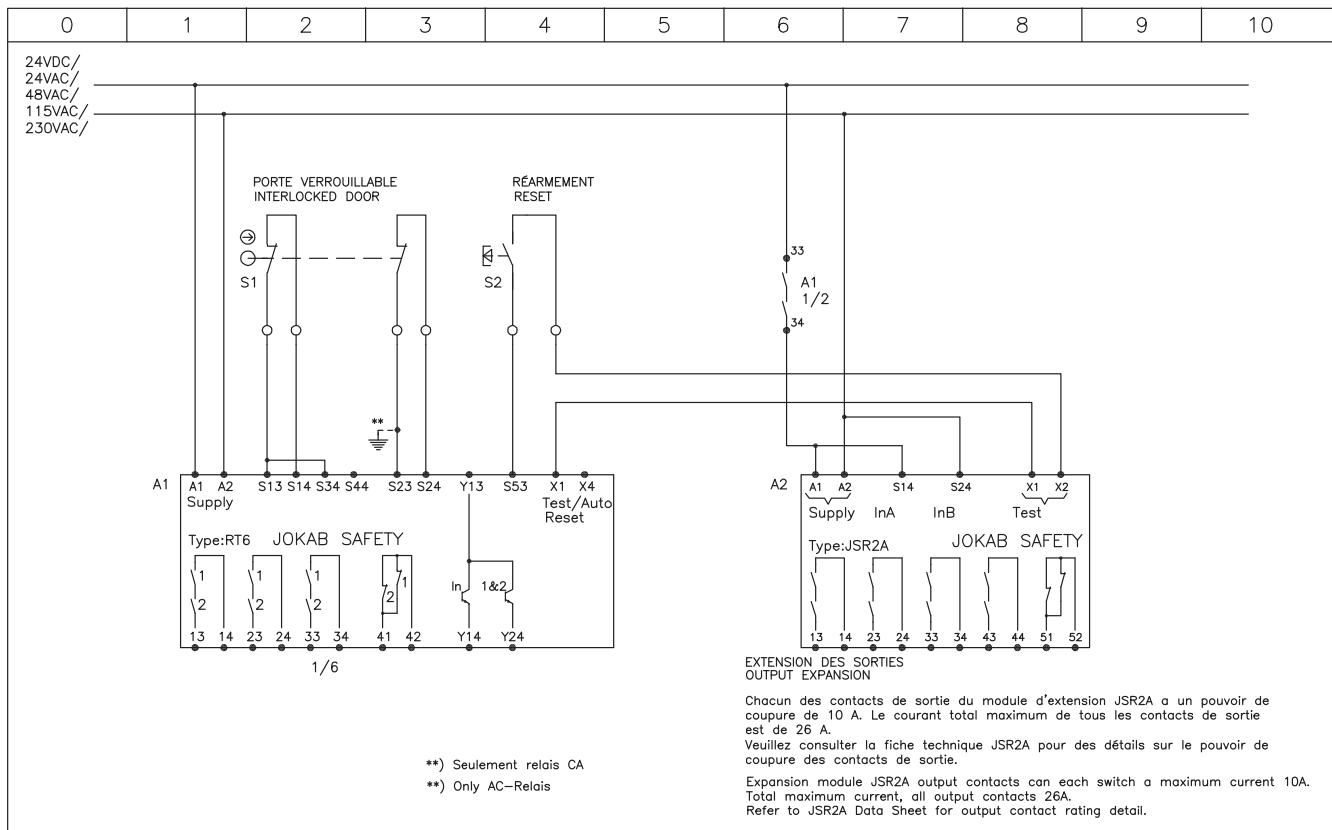 0 1 2 3 4 5 6 7 8 9 10
24VDC/
24VAC/
48VAC/
115VAC/
230VAC/
PORTE VERROUILLABLE
INTERLOCKED DOOR
RÉARMEMENT
RESET
S1
S2
33
A1
1/2
34
**
A1
A1 A2 S13 S14 S34 S44 S23 S24 Y13 S53 X1 X4
Supply
Test/Auto
Reset
Type:RT6 JOKAB SAFETY
1 1 1 1
2 2 2 2
In 1&2
13 14 23 24 33 34 41 42 Y14 Y24
1/6
A2
A1 A2 S14 S24 X1 X2
Supply InA InB Test
Type:JSR2A JOKAB SAFETY
13 14 23 24 33 34 43 44 51 52
EXTENSION DES SORTIES
OUTPUT EXPANSION
Chacun des contacts de sortie du module d'extension JSR2A a un pouvoir de
coupure de 10 A. Le courant total maximum de tous les contacts de sortie
est de 26 A.
Veuillez consulter la fiche technique JSR2A pour des détails sur le pouvoir de
coupure des contacts de sortie.
Expansion module JSR2A output contacts can each switch a maximum current 10A.
Total maximum current, all output contacts 26A.
Refer to JSR2A Data Sheet for output contact rating detail.
**) Seulement relais CA
**) Only AC-Relais